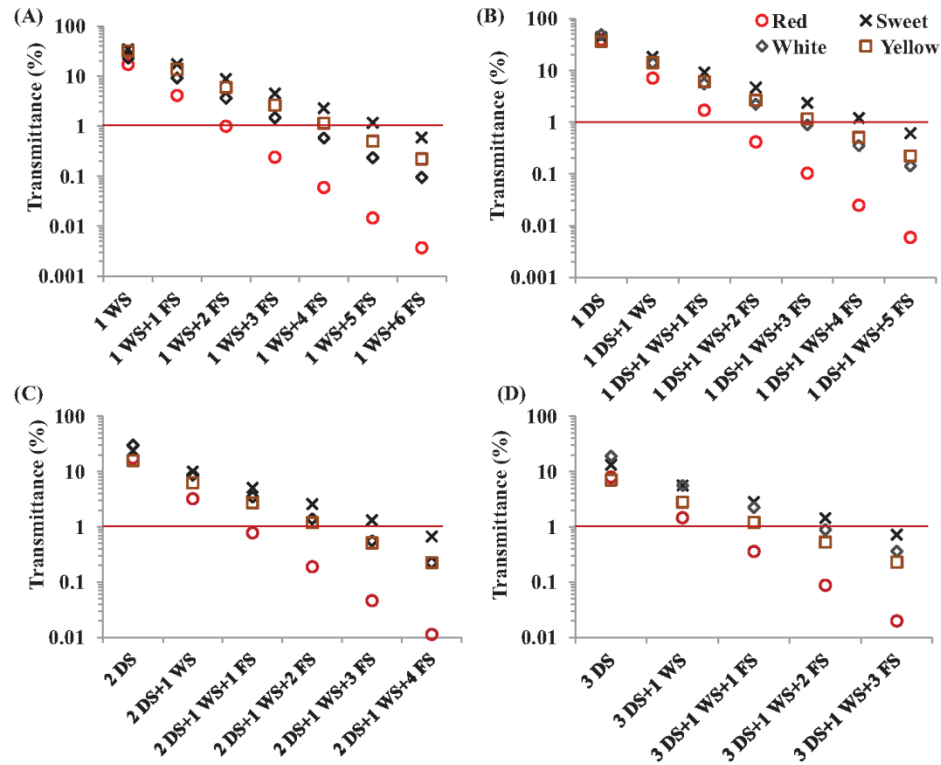 (A)
Transmittance (%)
100
10
1
0.1
0.01
0.001
1 WS
1 WS+1 FS
1 WS+2 FS
1 WS+3 FS
1 WS+4 FS
1 WS+5 FS
1 WS+6 FS
(B)
Red
Sweet
White
Yellow
Transmittance (%)
100
10
1
0.1
0.01
0.001
1 DS
1 DS+1 WS
1 DS+1 WS+1 FS
1 DS+1 WS+2 FS
1 DS+1 WS+3 FS
1 DS+1 WS+4 FS
1 DS+1 WS+5 FS
(C)
Transmittance (%)
100
10
1
0.1
0.01
2 DS
2 DS+1 WS
2 DS+1 WS+1 FS
2 DS+1 WS+2 FS
2 DS+1 WS+3 FS
2 DS+1 WS+4 FS
(D)
Transmittance (%)
100
10
1
0.1
0.01
3 DS
3 DS+1 WS
3 DS+1 WS+1 FS
3 DS+1 WS+2 FS
3 DS+1 WS+3 FS